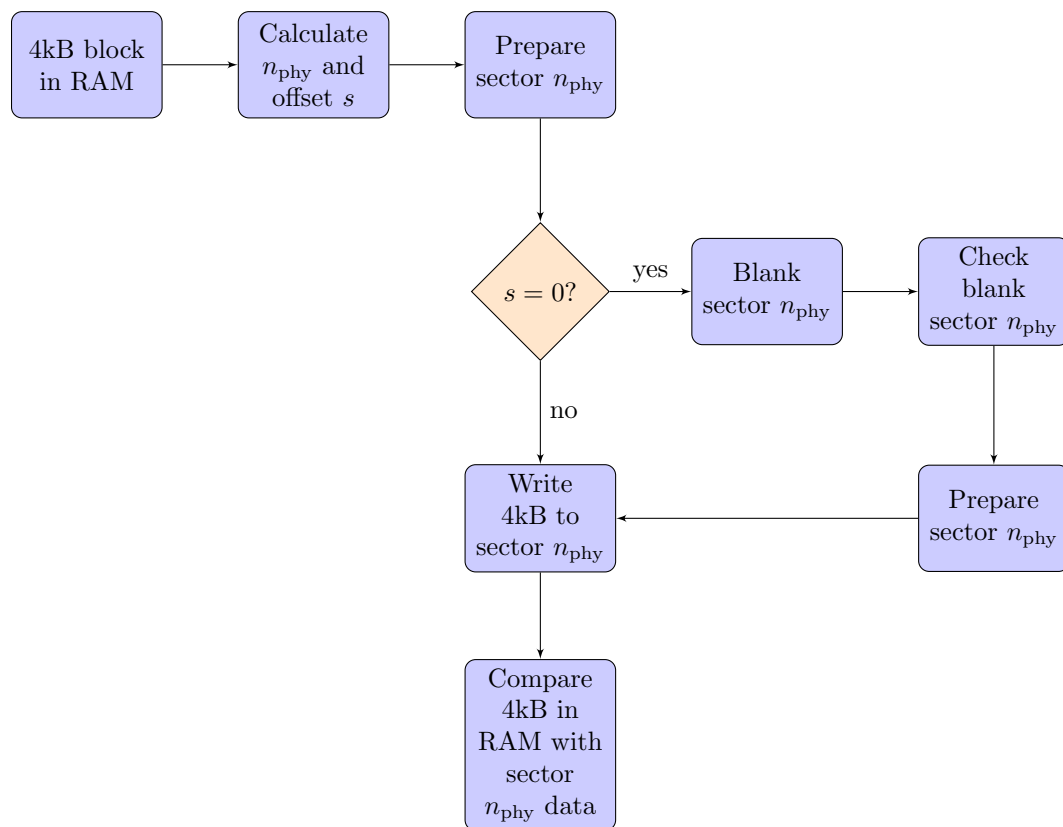 4kB block
in RAM
Calculate
n_phy and
offset s
Prepare
sector n_phy
s = 0?
yes
Blank
sector n_phy
Check
blank
sector n_phy
no
Write
4kB to
sector n_phy
Prepare
sector n_phy
Compare
4kB in
RAM with
sector
n_phy data